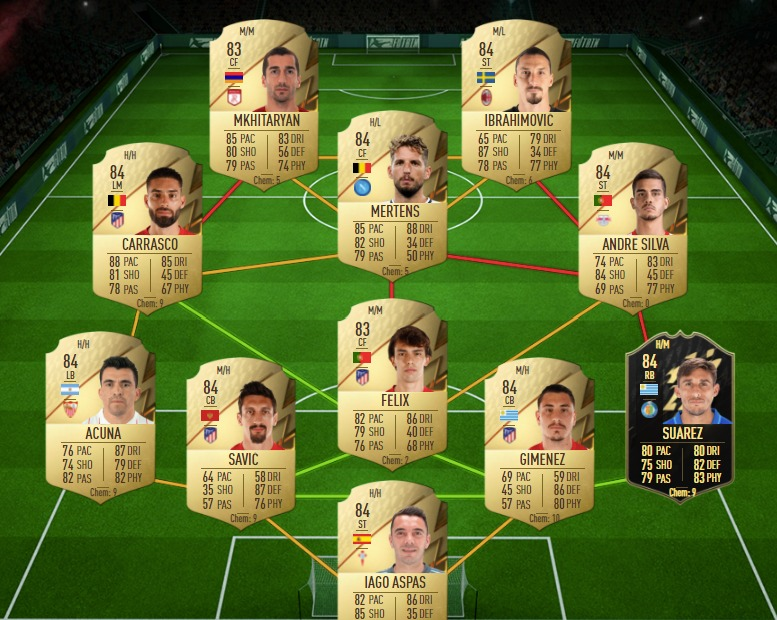 M/M
83
CF
MKHITARYAN
85 PAC 83 DRI
80 SHO 56 DEF
79 PAS 74 PHY
Chem: 5
M/L
84
ST
IBRAHIMOVIC
65 PAC 79 DRI
87 SHO 34 DEF
78 PAS 77 PHY
Chem: 6
H/L
84
CF
MERTENS
85 PAC 88 DRI
82 SHO 34 DEF
79 PAS 50 PHY
Chem: 5
H/H
84
LM
CARRASCO
88 PAC 85 DRI
81 SHO 45 DEF
78 PAS 67 PHY
Chem: 9
M/M
84
ST
ANDRE SILVA
74 PAC 83 DRI
84 SHO 45 DEF
69 PAS 77 PHY
Chem: 0
M/M
83
CF
FELIX
82 PAC 86 DRI
79 SHO 40 DEF
76 PAS 68 PHY
Chem: 7
H/H
84
LB
ACUNA
76 PAC 87 DRI
74 SHO 79 DEF
82 PAS 82 PHY
Chem: 9
M/H
84
CB
SAVIC
64 PAC 58 DRI
35 SHO 87 DEF
57 PAS 76 PHY
Chem: 9
M/H
84
CB
GIMENEZ
69 PAC 59 DRI
45 SHO 86 DEF
57 PAS 80 PHY
Chem: 10
H/M
84
RB
SUAREZ
80 PAC 80 DRI
75 SHO 82 DEF
79 PAS 83 PHY
Chem: 9
H/H
84
ST
IAGO ASPAS
82 PAC 86 DRI
85 SHO 35 DEF